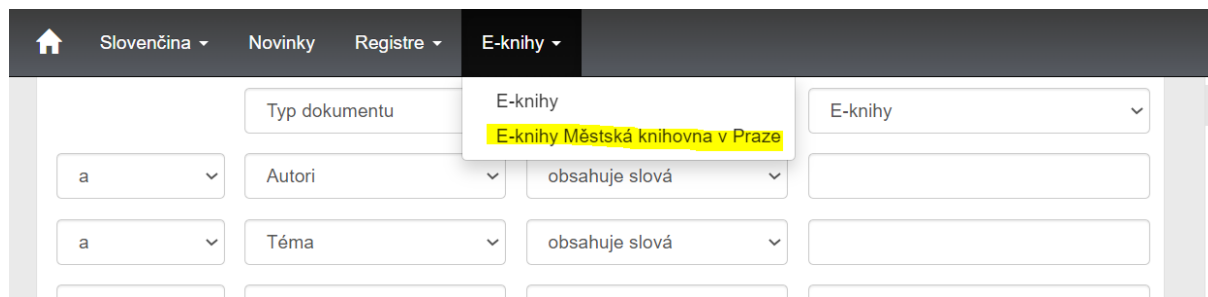 Slovenčina Novinky Registre E-knihy
E-knihy
E-knihy Městská knihovna v Praze
Typ dokumentu E-knihy
a Autori obsahuje slová
a Téma obsahuje slová